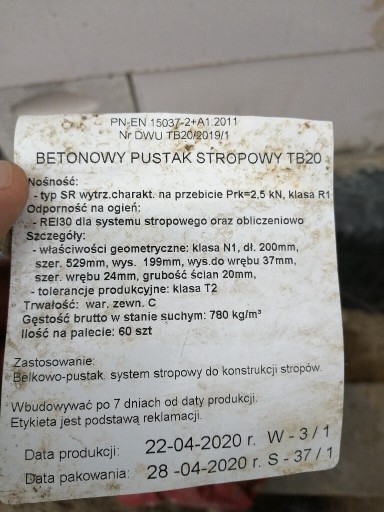 PN-EN 15037-2+A1:2011
Nr DWU TB20/2019/1
BETONOWY PUSTAK STROPOWY TB20
Nośność:
- typ SR wytrz.charakt. na przebicie Prk=2,5 kN, klasa R1
Odporność na ogień:
- REI30 dla systemu stropowego oraz obliczeniowo
Szczegóły:
- właściwości geometryczne: klasa N1, dł. 200mm,
szer. 529mm, wys. 199mm, wys.do wrębu 37mm,
szer. wrębu 24mm, grubość ścian 20mm,
- tolerancje produkcyjne: klasa T2
Trwałość: war. zewn. C
Gęstość brutto w stanie suchym: 780 kg/m³
Ilość na palecie: 60 szt
Zastosowanie:
Belkowo-pustak. system stropowy do konstrukcji stropów.
Wbudowywać po 7 dniach od daty produkcji.
Etykieta jest podstawą reklamacji.
Data produkcji: 22-04-2020 r. W - 3 / 1
Data pakowania: 28 -04-2020 r. S - 37 / 1